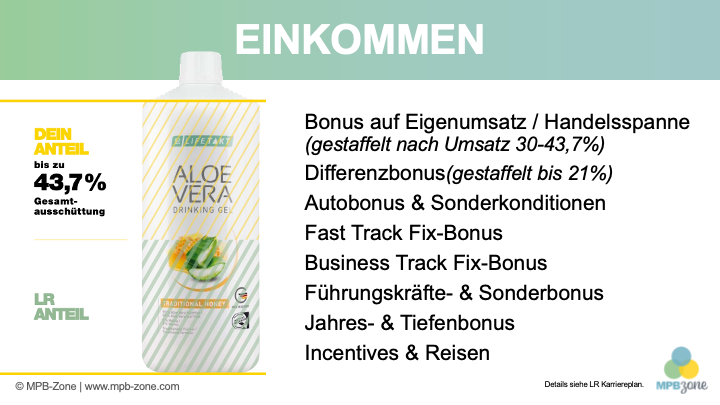 EINKOMMEN
DEIN
ANTEIL
bis zu
43,7%
Gesamt-
ausschüttung
LR
ANTEIL
LIFETAKT
ALOE
VERA
DRINKING GEL
TRADITIONAL HONEY
Bonus auf Eigenumsatz / Handelsspanne
(gestaffelt nach Umsatz 30-43,7%)
Differenzbonus(gestaffelt bis 21%)
Autobonus & Sonderkonditionen
Fast Track Fix-Bonus
Business Track Fix-Bonus
Führungskräfte- & Sonderbonus
Jahres- & Tiefenbonus
Incentives & Reisen
© MPB-Zone | www.mpb-zone.com
Details siehe LR Karriereplan.
MPBzone